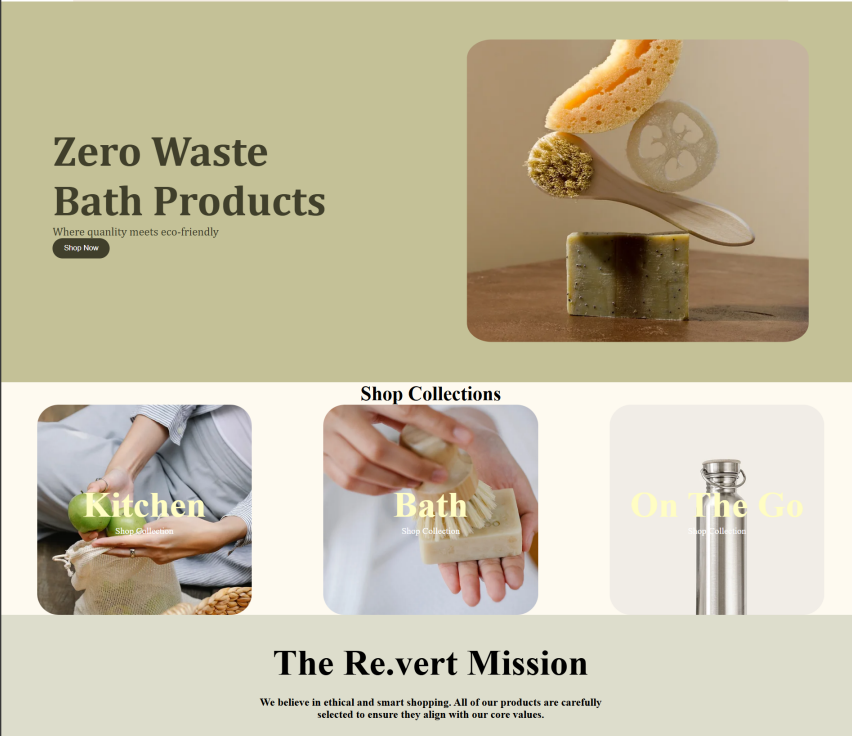 Zero Waste
Bath Products
Where quanlity meets eco-friendly
Shop Now
Shop Collections
Kitchen
Shop Collection
Bath
Shop Collection
On The Go
Shop Collection
The Re.vert Mission
We believe in ethical and smart shopping. All of our products are carefully
selected to ensure they align with our core values.